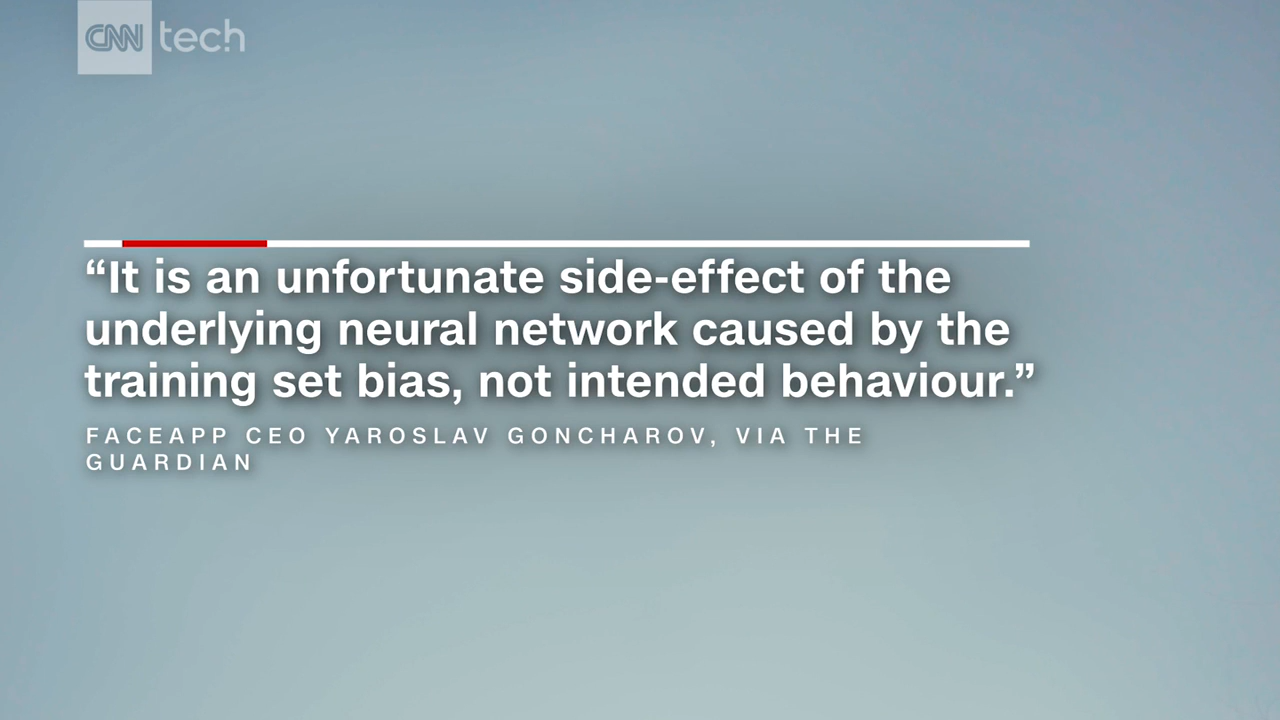 CNN tech
“It is an unfortunate side-effect of the
underlying neural network caused by the
training set bias, not intended behaviour.”
FACEAPP CEO YAROSLAV GONCHAROV, VIA THE
GUARDIAN